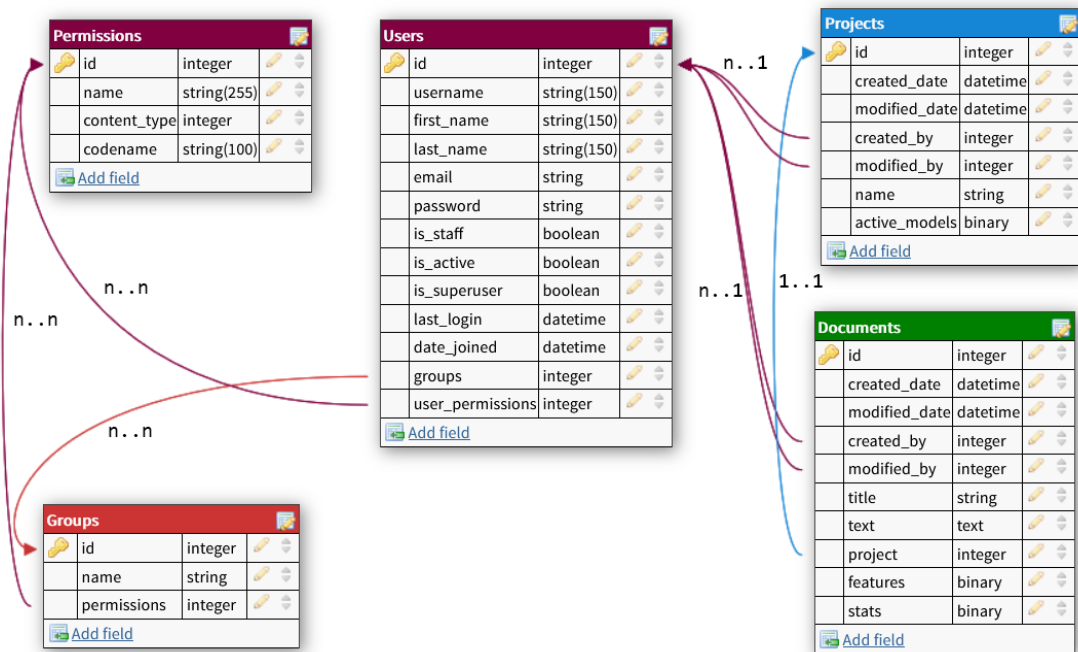 Permissions
id integer
name string(255)
content_type integer
codename string(100)
Add field
Users
id integer
username string(150)
first_name string(150)
last_name string(150)
email string
password string
is_staff boolean
is_active boolean
is_superuser boolean
last_login datetime
date_joined datetime
groups integer
user_permissions integer
Add field
Projects
id integer
created_date datetime
modified_date datetime
created_by integer
modified_by integer
name string
active_models binary
Add field
n..1
n..1
1..1
n..n
n..n
n..n
Groups
id integer
name string
permissions integer
Add field
Documents
id integer
created_date datetime
modified_date datetime
created_by integer
modified_by integer
title string
text text
project integer
features binary
stats binary
Add field